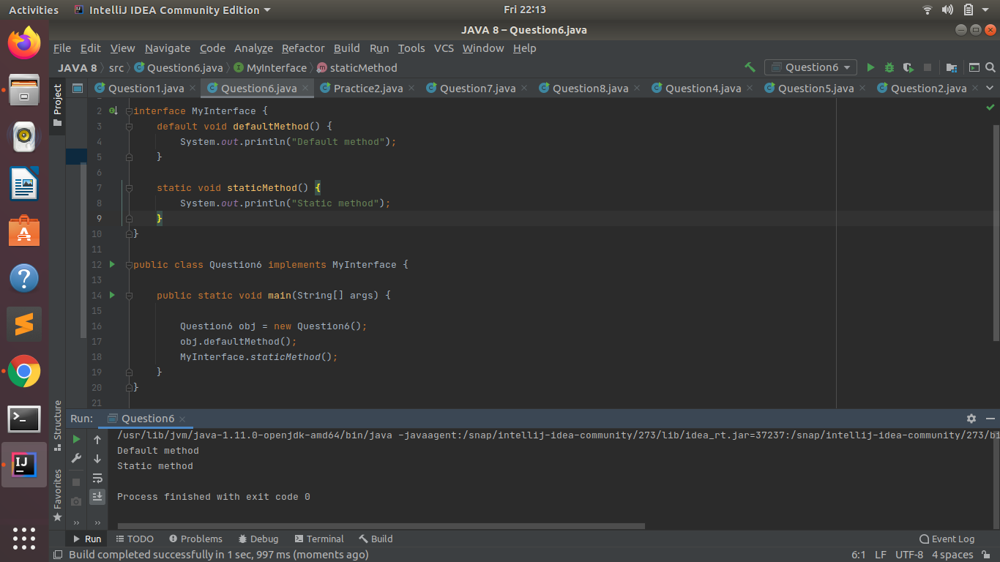 Activities IntelliJ IDEA Community Edition Fri 22:13
JAVA 8 – Question6.java
File Edit View Navigate Code Analyze Refactor Build Run Tools VCS Window Help
JAVA 8 src Question6.java MyInterface staticMethod Question6
Project Question1.java Question6.java Practice2.java Question7.java Question8.java Question4.java Question5.java Question2.java
2 interface MyInterface {
3 default void defaultMethod() {
4 System.out.println("Default method");
5 }
6
7 static void staticMethod() {
8 System.out.println("Static method");
9 }
10 }
11
12 public class Question6 implements MyInterface {
13
14 public static void main(String[] args) {
15
16 Question6 obj = new Question6();
17 obj.defaultMethod();
18 MyInterface.staticMethod();
19 }
20 }
21
Structure
Favorites
Run: Question6
/usr/lib/jvm/java-1.11.0-openjdk-amd64/bin/java -javaagent:/snap/intellij-idea-community/273/lib/idea_rt.jar=37237:/snap/intellij-idea-community/273/bi
Default method
Static method
Process finished with exit code 0
Run TODO Problems Debug Terminal Build Event Log
Build completed successfully in 1 sec, 997 ms (moments ago) 6:1 LF UTF-8 4 spaces